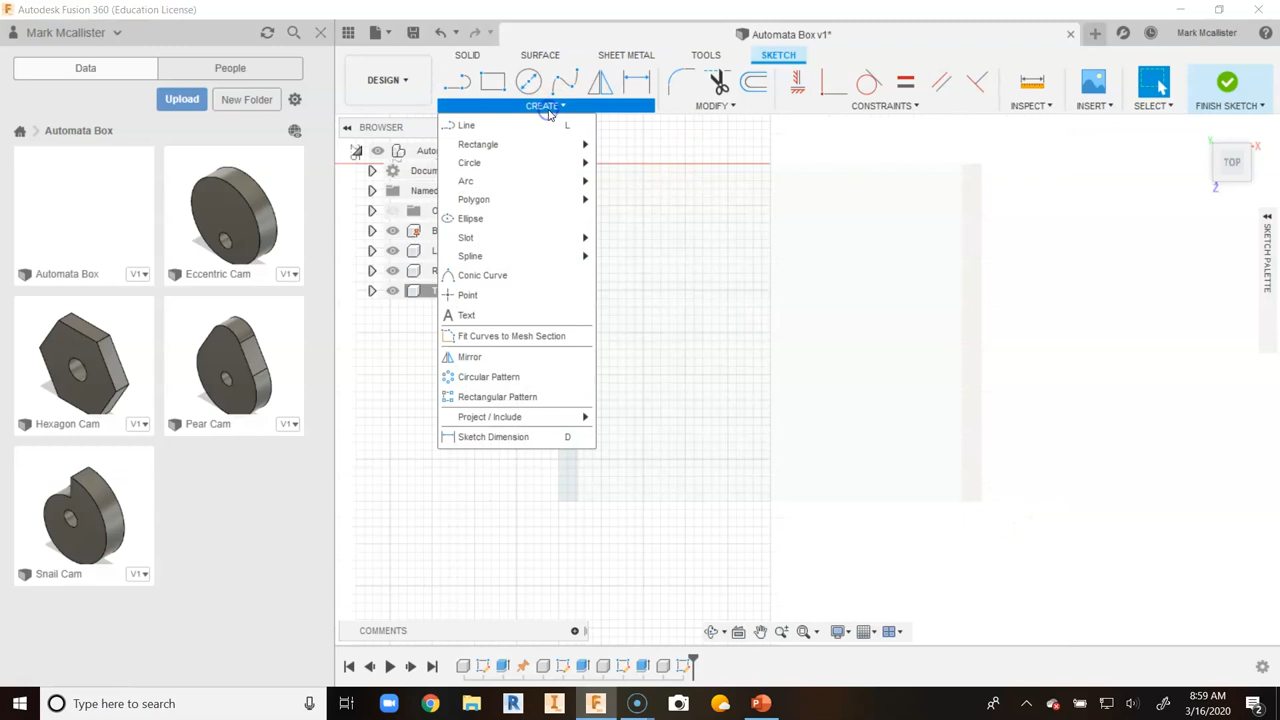 Autodesk Fusion 360 (Education License)
Mark Mcallister
Automata Box v1*
Mark Mcallister
Data
People
Upload
New Folder
Automata Box
Automata Box
V1
Eccentric Cam
V1
Hexagon Cam
V1
Pear Cam
V1
Snail Cam
V1
SOLID
SURFACE
SHEET METAL
TOOLS
SKETCH
DESIGN
CREATE
MODIFY
CONSTRAINTS
INSPECT
INSERT
SELECT
FINISH SKETCH
BROWSER
Auto
Docum
Named
Line L
Rectangle
Circle
Arc
Polygon
Ellipse
Slot
Spline
Conic Curve
Point
Text
Fit Curves to Mesh Section
Mirror
Circular Pattern
Rectangular Pattern
Project / Include
Sketch Dimension D
Y
X
TOP
Z
SKETCH PALETTE
COMMENTS
Type here to search
8:59 AM
3/16/2020